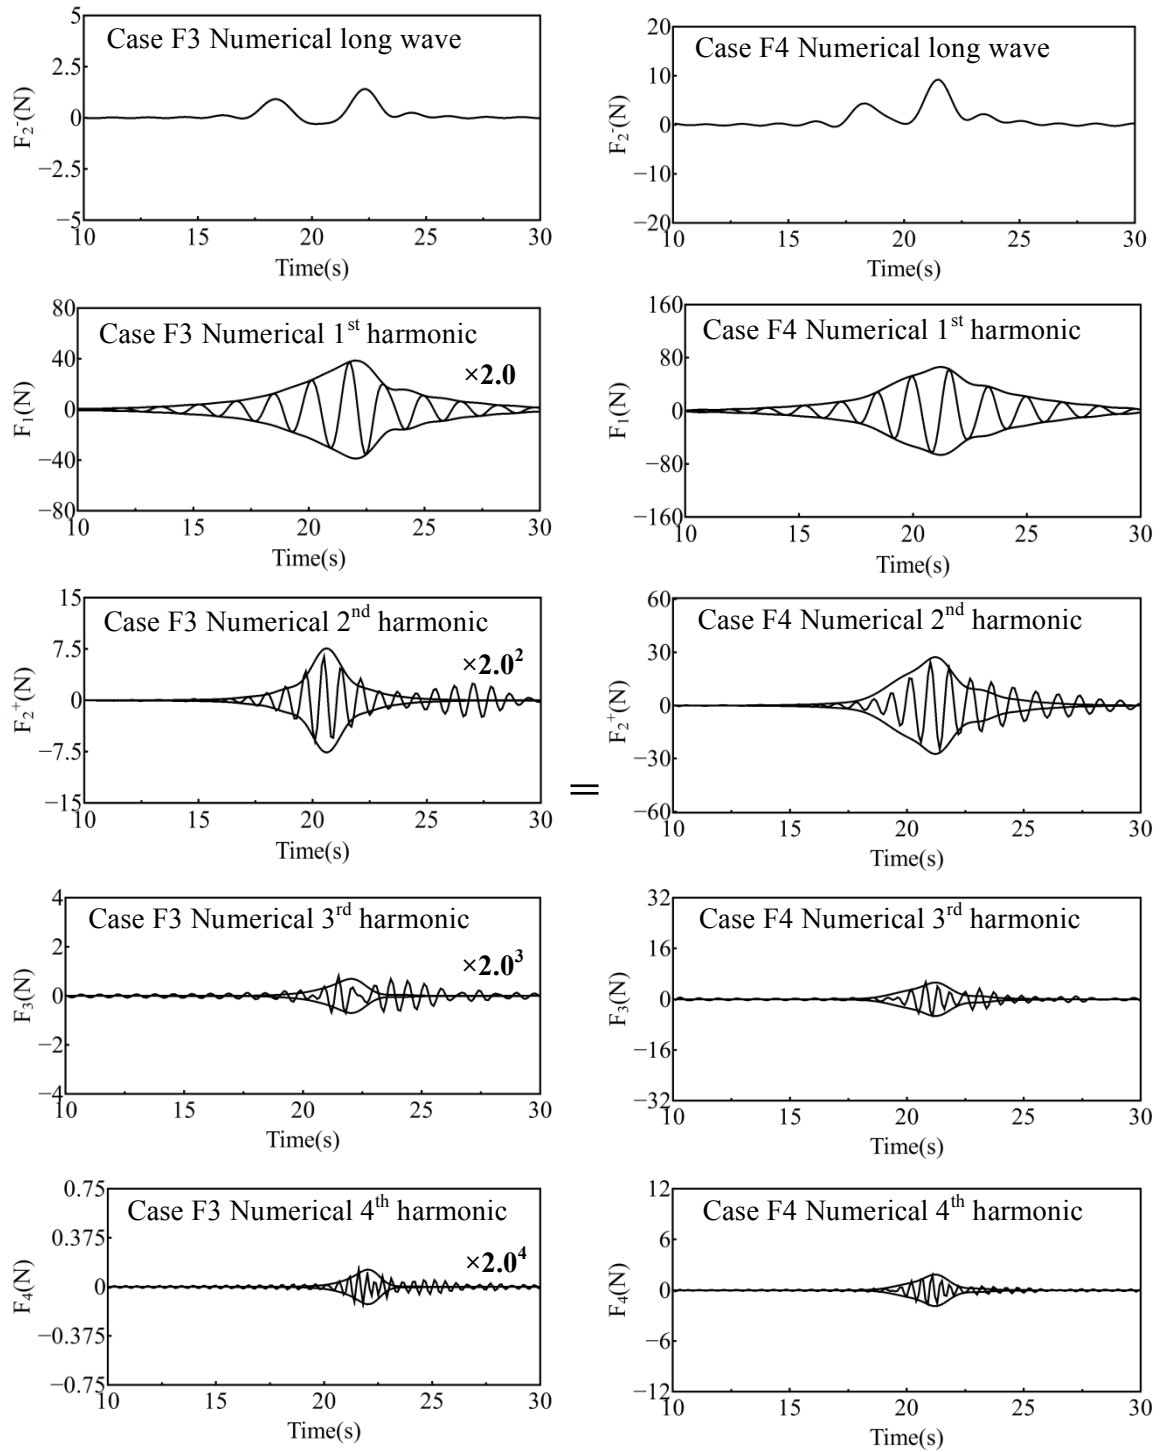 Case F3 Numerical long wave
F₂⁻(N)
5
2.5
0
−2.5
−5
10 15 20 25 30
Time(s)
Case F4 Numerical long wave
F₂⁻(N)
20
10
0
−10
−20
10 15 20 25 30
Time(s)
Case F3 Numerical 1ˢᵗ harmonic
×2.0
F₁(N)
80
40
0
−40
−80
10 15 20 25 30
Time(s)
Case F4 Numerical 1ˢᵗ harmonic
F₁(N)
160
80
0
−80
−160
10 15 20 25 30
Time(s)
Case F3 Numerical 2ⁿᵈ harmonic
×2.0²
F₂⁺(N)
15
7.5
0
−7.5
−15
10 15 20 25 30
Time(s)
=
Case F4 Numerical 2ⁿᵈ harmonic
F₂⁺(N)
60
30
0
−30
−60
10 15 20 25 30
Time(s)
Case F3 Numerical 3ʳᵈ harmonic
×2.0³
F₃(N)
4
2
0
−2
−4
10 15 20 25 30
Time(s)
Case F4 Numerical 3ʳᵈ harmonic
F₃(N)
32
16
0
−16
−32
10 15 20 25 30
Time(s)
Case F3 Numerical 4ᵗʰ harmonic
×2.0⁴
F₄(N)
0.75
0.375
0
−0.375
−0.75
10 15 20 25 30
Time(s)
Case F4 Numerical 4ᵗʰ harmonic
F₄(N)
12
6
0
−6
−12
10 15 20 25 30
Time(s)